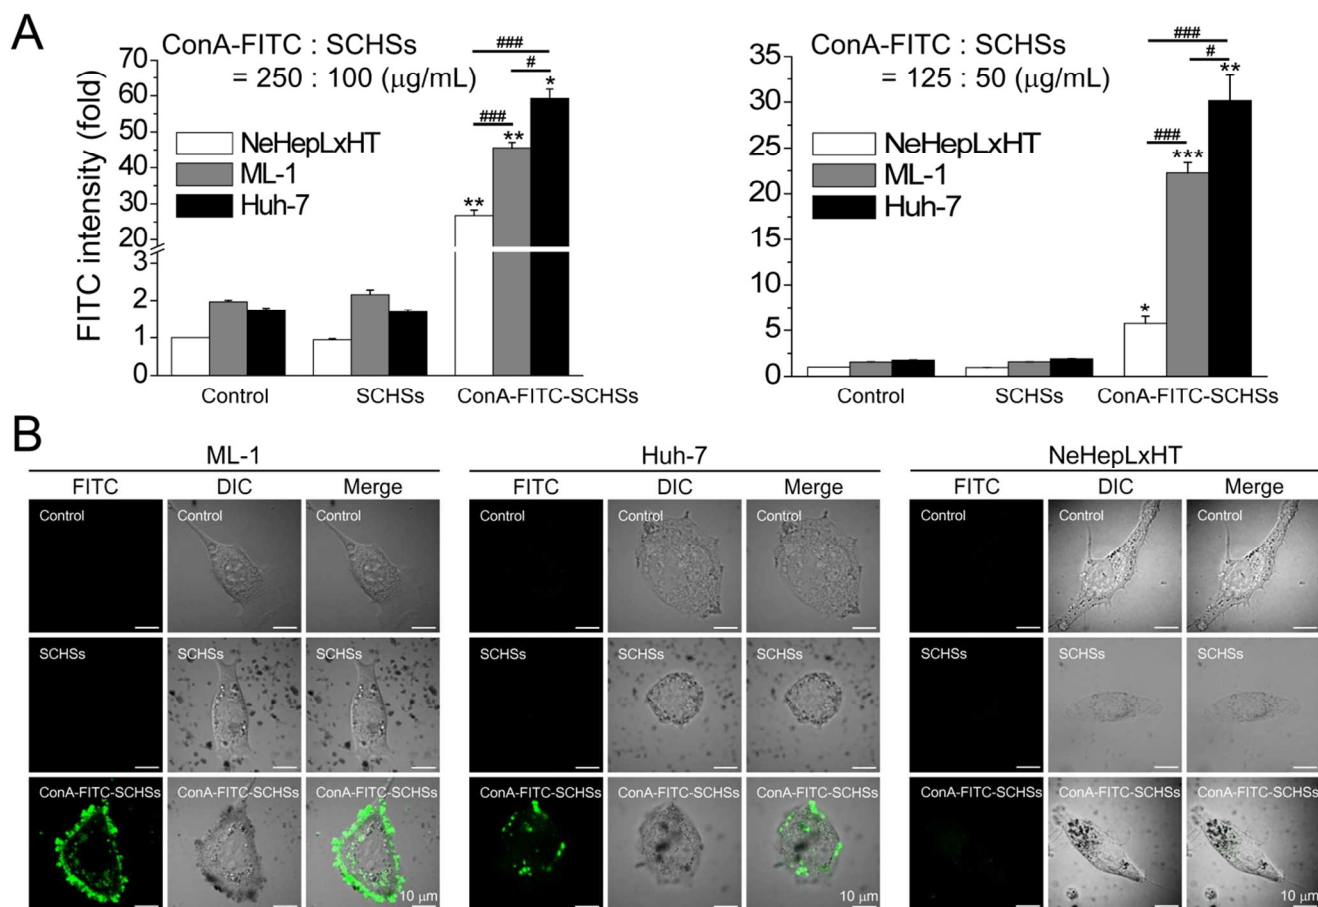 A
ConA-FITC : SCHSs
= 250 : 100 (μg/mL)
FITC intensity (fold)
70
60
50
40
30
20
3
2
1
0
NeHepLxHT
ML-1
Huh-7
###
#
*
###
**
**
Control
SCHSs
ConA-FITC-SCHSs
ConA-FITC : SCHSs
= 125 : 50 (μg/mL)
35
30
25
20
15
10
5
0
NeHepLxHT
ML-1
Huh-7
###
#
**
###
***
*
Control
SCHSs
ConA-FITC-SCHSs
B
ML-1
FITC DIC Merge
Control Control Control
SCHSs SCHSs SCHSs
ConA-FITC-SCHSs ConA-FITC-SCHSs ConA-FITC-SCHSs
10 μm
Huh-7
FITC DIC Merge
Control Control Control
SCHSs SCHSs SCHSs
ConA-FITC-SCHSs ConA-FITC-SCHSs ConA-FITC-SCHSs
10 μm
NeHepLxHT
FITC DIC Merge
Control Control Control
SCHSs SCHSs SCHSs
ConA-FITC-SCHSs ConA-FITC-SCHSs ConA-FITC-SCHSs
10 μm